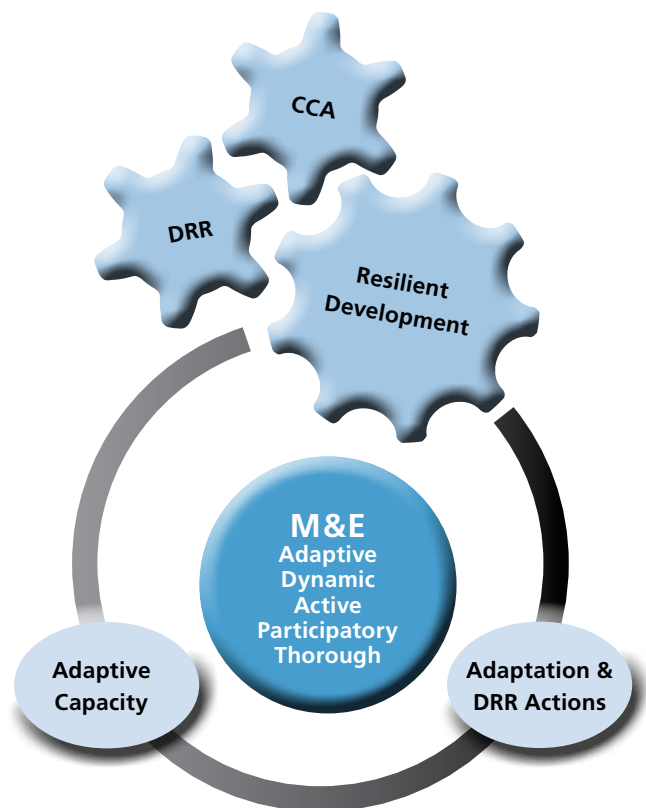 CCA
DRR
Resilient
Development
M&E
Adaptive
Dynamic
Active
Participatory
Thorough
Adaptive
Capacity
Adaptation &
DRR Actions